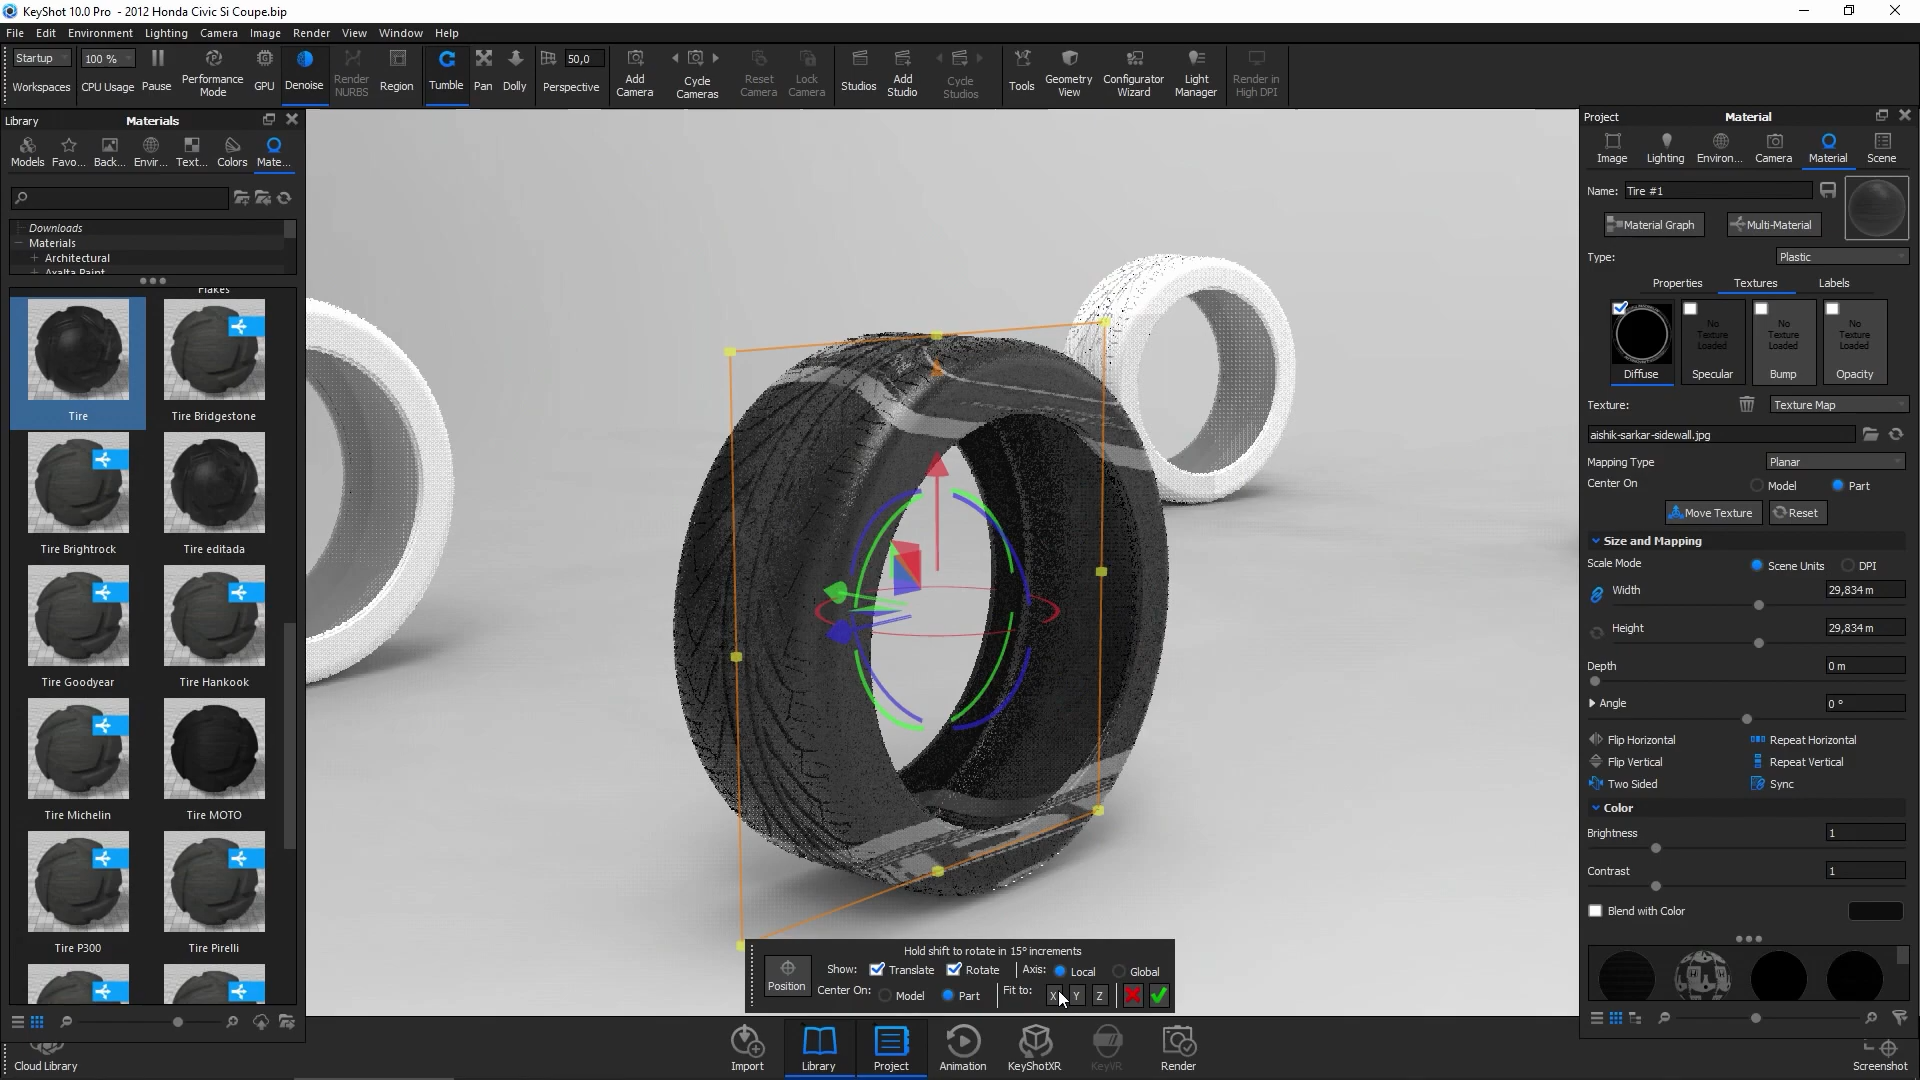 KeyShot 10.0 Pro - 2012 Honda Civic Si Coupe.bip
File Edit Environment Lighting Camera Image Render View Window Help
Startup 100 % 50,0
Workspaces CPU Usage Pause Performance Mode GPU Denoise Render NURBS Region Tumble Pan Dolly Perspective Add Camera Cycle Cameras Reset Camera Lock Camera Studios Add Studio Cycle Studios Tools Geometry View Configurator Wizard Light Manager Render in High DPI
Library Materials
Models Favo... Back... Envir... Text... Colors Mate...
Downloads
Materials
Architectural
Axalta Paint
Flakes
Tire Tire Bridgestone
Tire Brightrock Tire editada
Tire Goodyear Tire Hankook
Tire Michelin Tire MOTO
Tire P300 Tire Pirelli
Cloud Library
Project Material
Image Lighting Environ... Camera Material Scene
Name: Tire #1
Material Graph Multi-Material
Type: Plastic
Properties Textures Labels
No Texture Loaded No Texture Loaded No Texture Loaded
Diffuse Specular Bump Opacity
Texture: Texture Map
aishik-sarkar-sidewall.jpg
Mapping Type Planar
Center On Model Part
Move Texture Reset
Size and Mapping
Scale Mode Scene Units DPI
Width 29,834 m
Height 29,834 m
Depth 0 m
Angle 0 °
Flip Horizontal Repeat Horizontal
Flip Vertical Repeat Vertical
Two Sided Sync
Color
Brightness 1
Contrast 1
Blend with Color
Hold shift to rotate in 15° increments
Position Show: Translate Rotate Axis: Local Global
Center On: Model Part Fit to: X Y Z
Import Library Project Animation KeyShotXR KeyVR Render
Screenshot